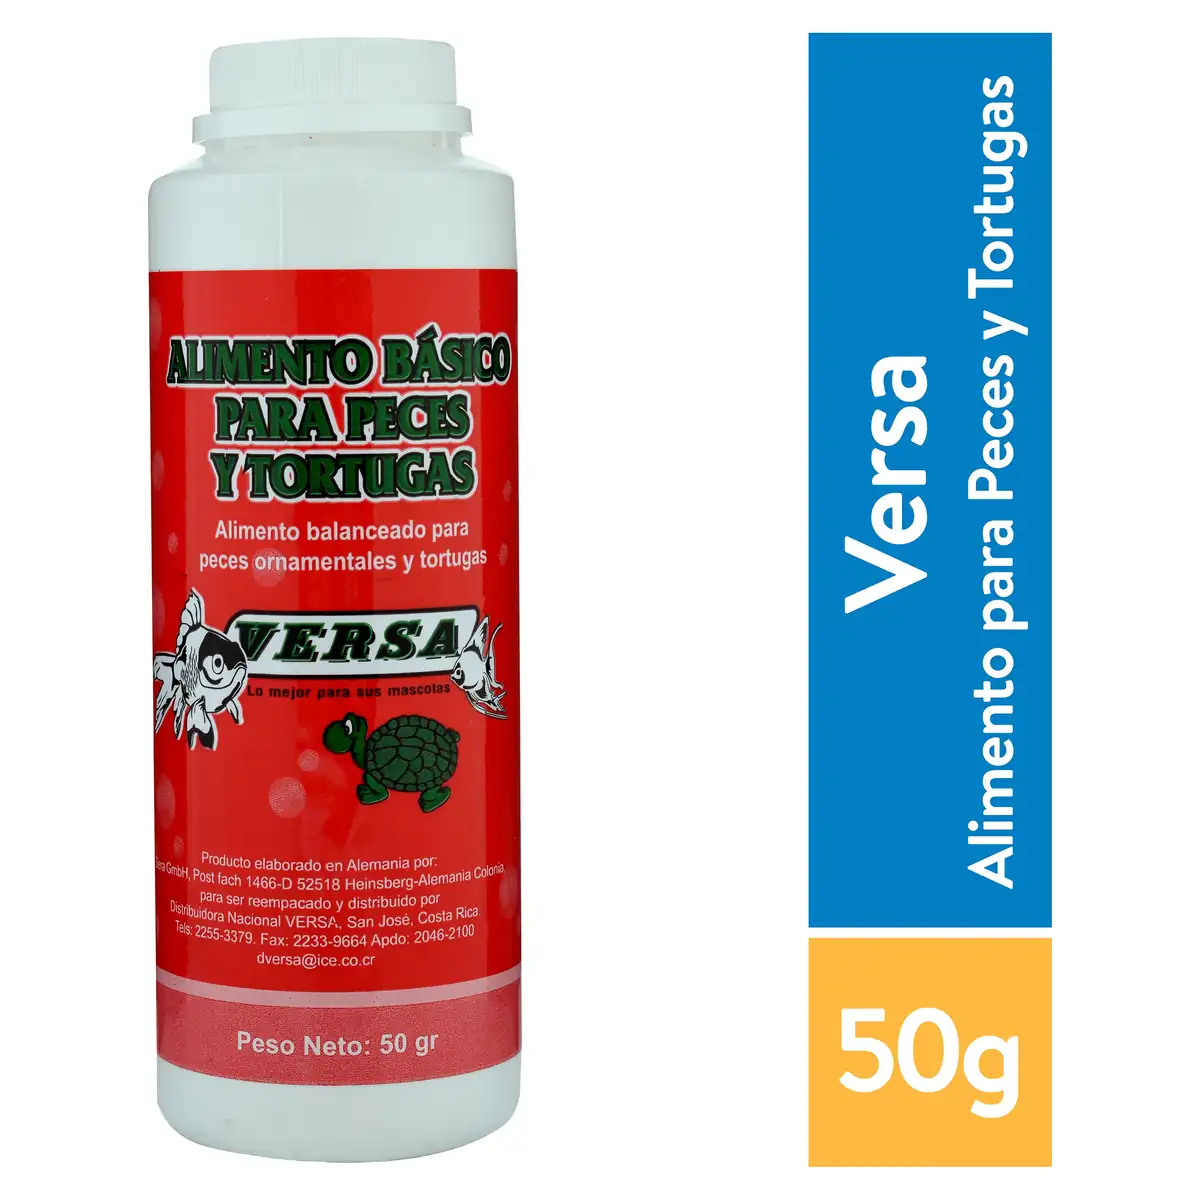 ALIMENTO BÁSICO
PARA PECES
Y TORTUGAS
Alimento balanceado para
peces ornamentales y tortugas
VERSA
Lo mejor para sus mascotas
Producto elaborado en Alemania por:
Sera GmbH, Post fach 1466-D 52518 Heinsberg-Alemania Colonia,
para ser reempacado y distribuido por
Distribuidora Nacional VERSA, San José, Costa Rica.
Tels: 2255-3379. Fax: 2233-9664 Apdo: 2046-2100
dversa@ice.co.cr
Peso Neto: 50 gr
Versa
Alimento para Peces y Tortugas
50g